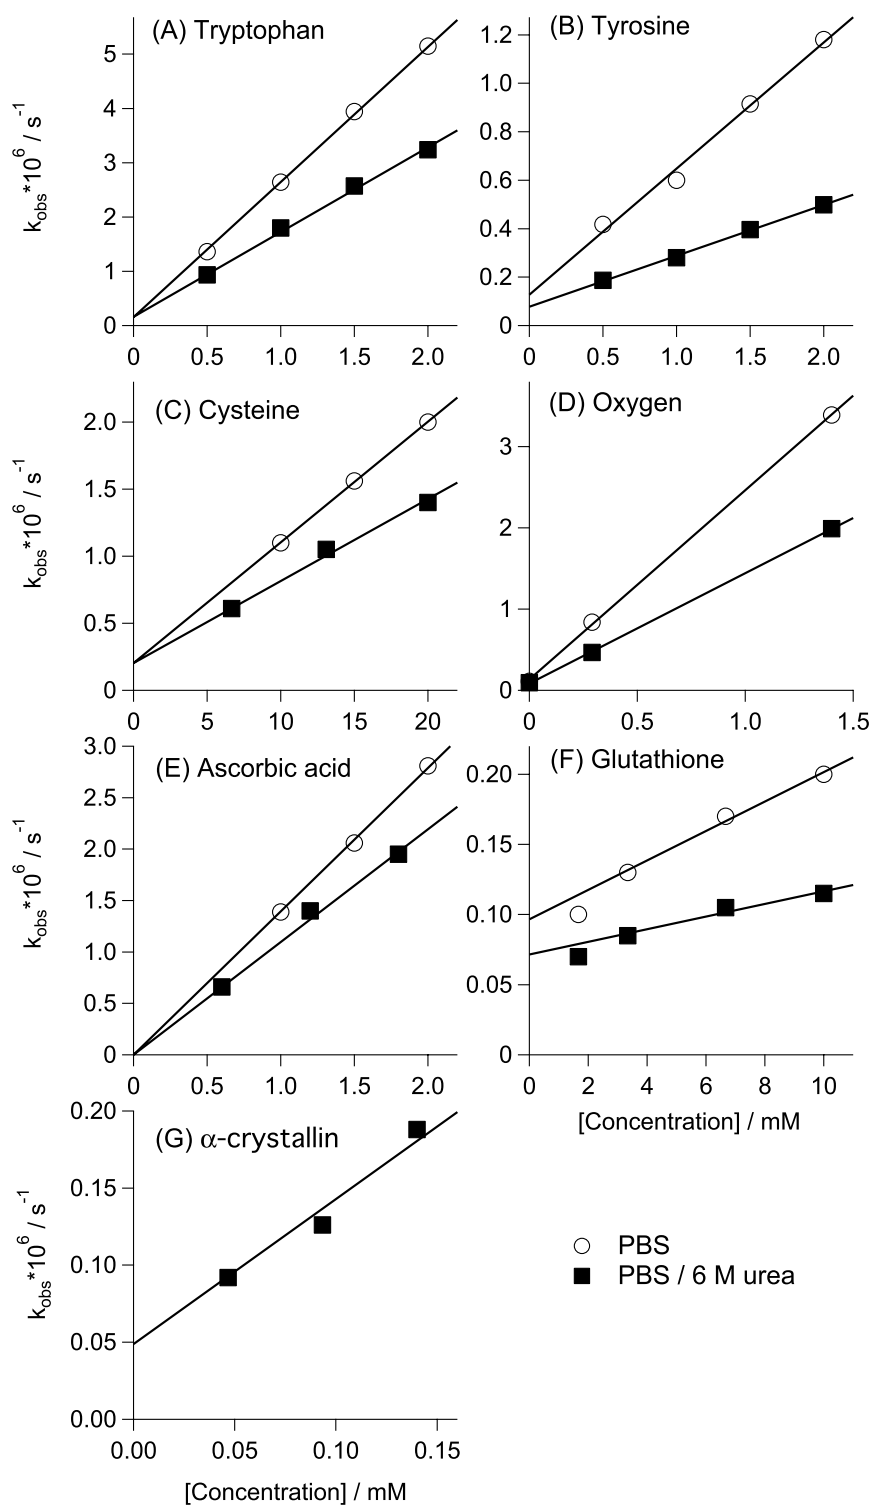 (A) Tryptophan
k_obs*10^6 / s^-1
5
4
3
2
1
0
0 0.5 1.0 1.5 2.0
(B) Tyrosine
1.2
1.0
0.8
0.6
0.4
0.2
0
0 0.5 1.0 1.5 2.0
(C) Cysteine
k_obs*10^6 / s^-1
2.0
1.5
1.0
0.5
0
0 5 10 15 20
(D) Oxygen
3
2
1
0
0 0.5 1.0 1.5
(E) Ascorbic acid
k_obs*10^6 / s^-1
3.0
2.5
2.0
1.5
1.0
0.5
0
0 0.5 1.0 1.5 2.0
(F) Glutathione
0.20
0.15
0.10
0.05
0
0 2 4 6 8 10
[Concentration] / mM
(G) α-crystallin
k_obs*10^6 / s^-1
0.20
0.15
0.10
0.05
0.00
0.00 0.05 0.10 0.15
[Concentration] / mM
PBS
PBS / 6 M urea